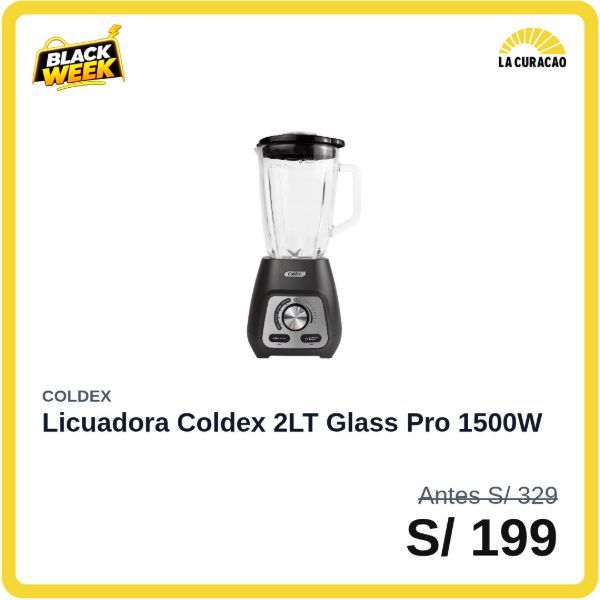 BLACK
WEEK
LA CURACAO
COLDEX
Licuadora Coldex 2LT Glass Pro 1500W
Antes S/ 329
S/ 199